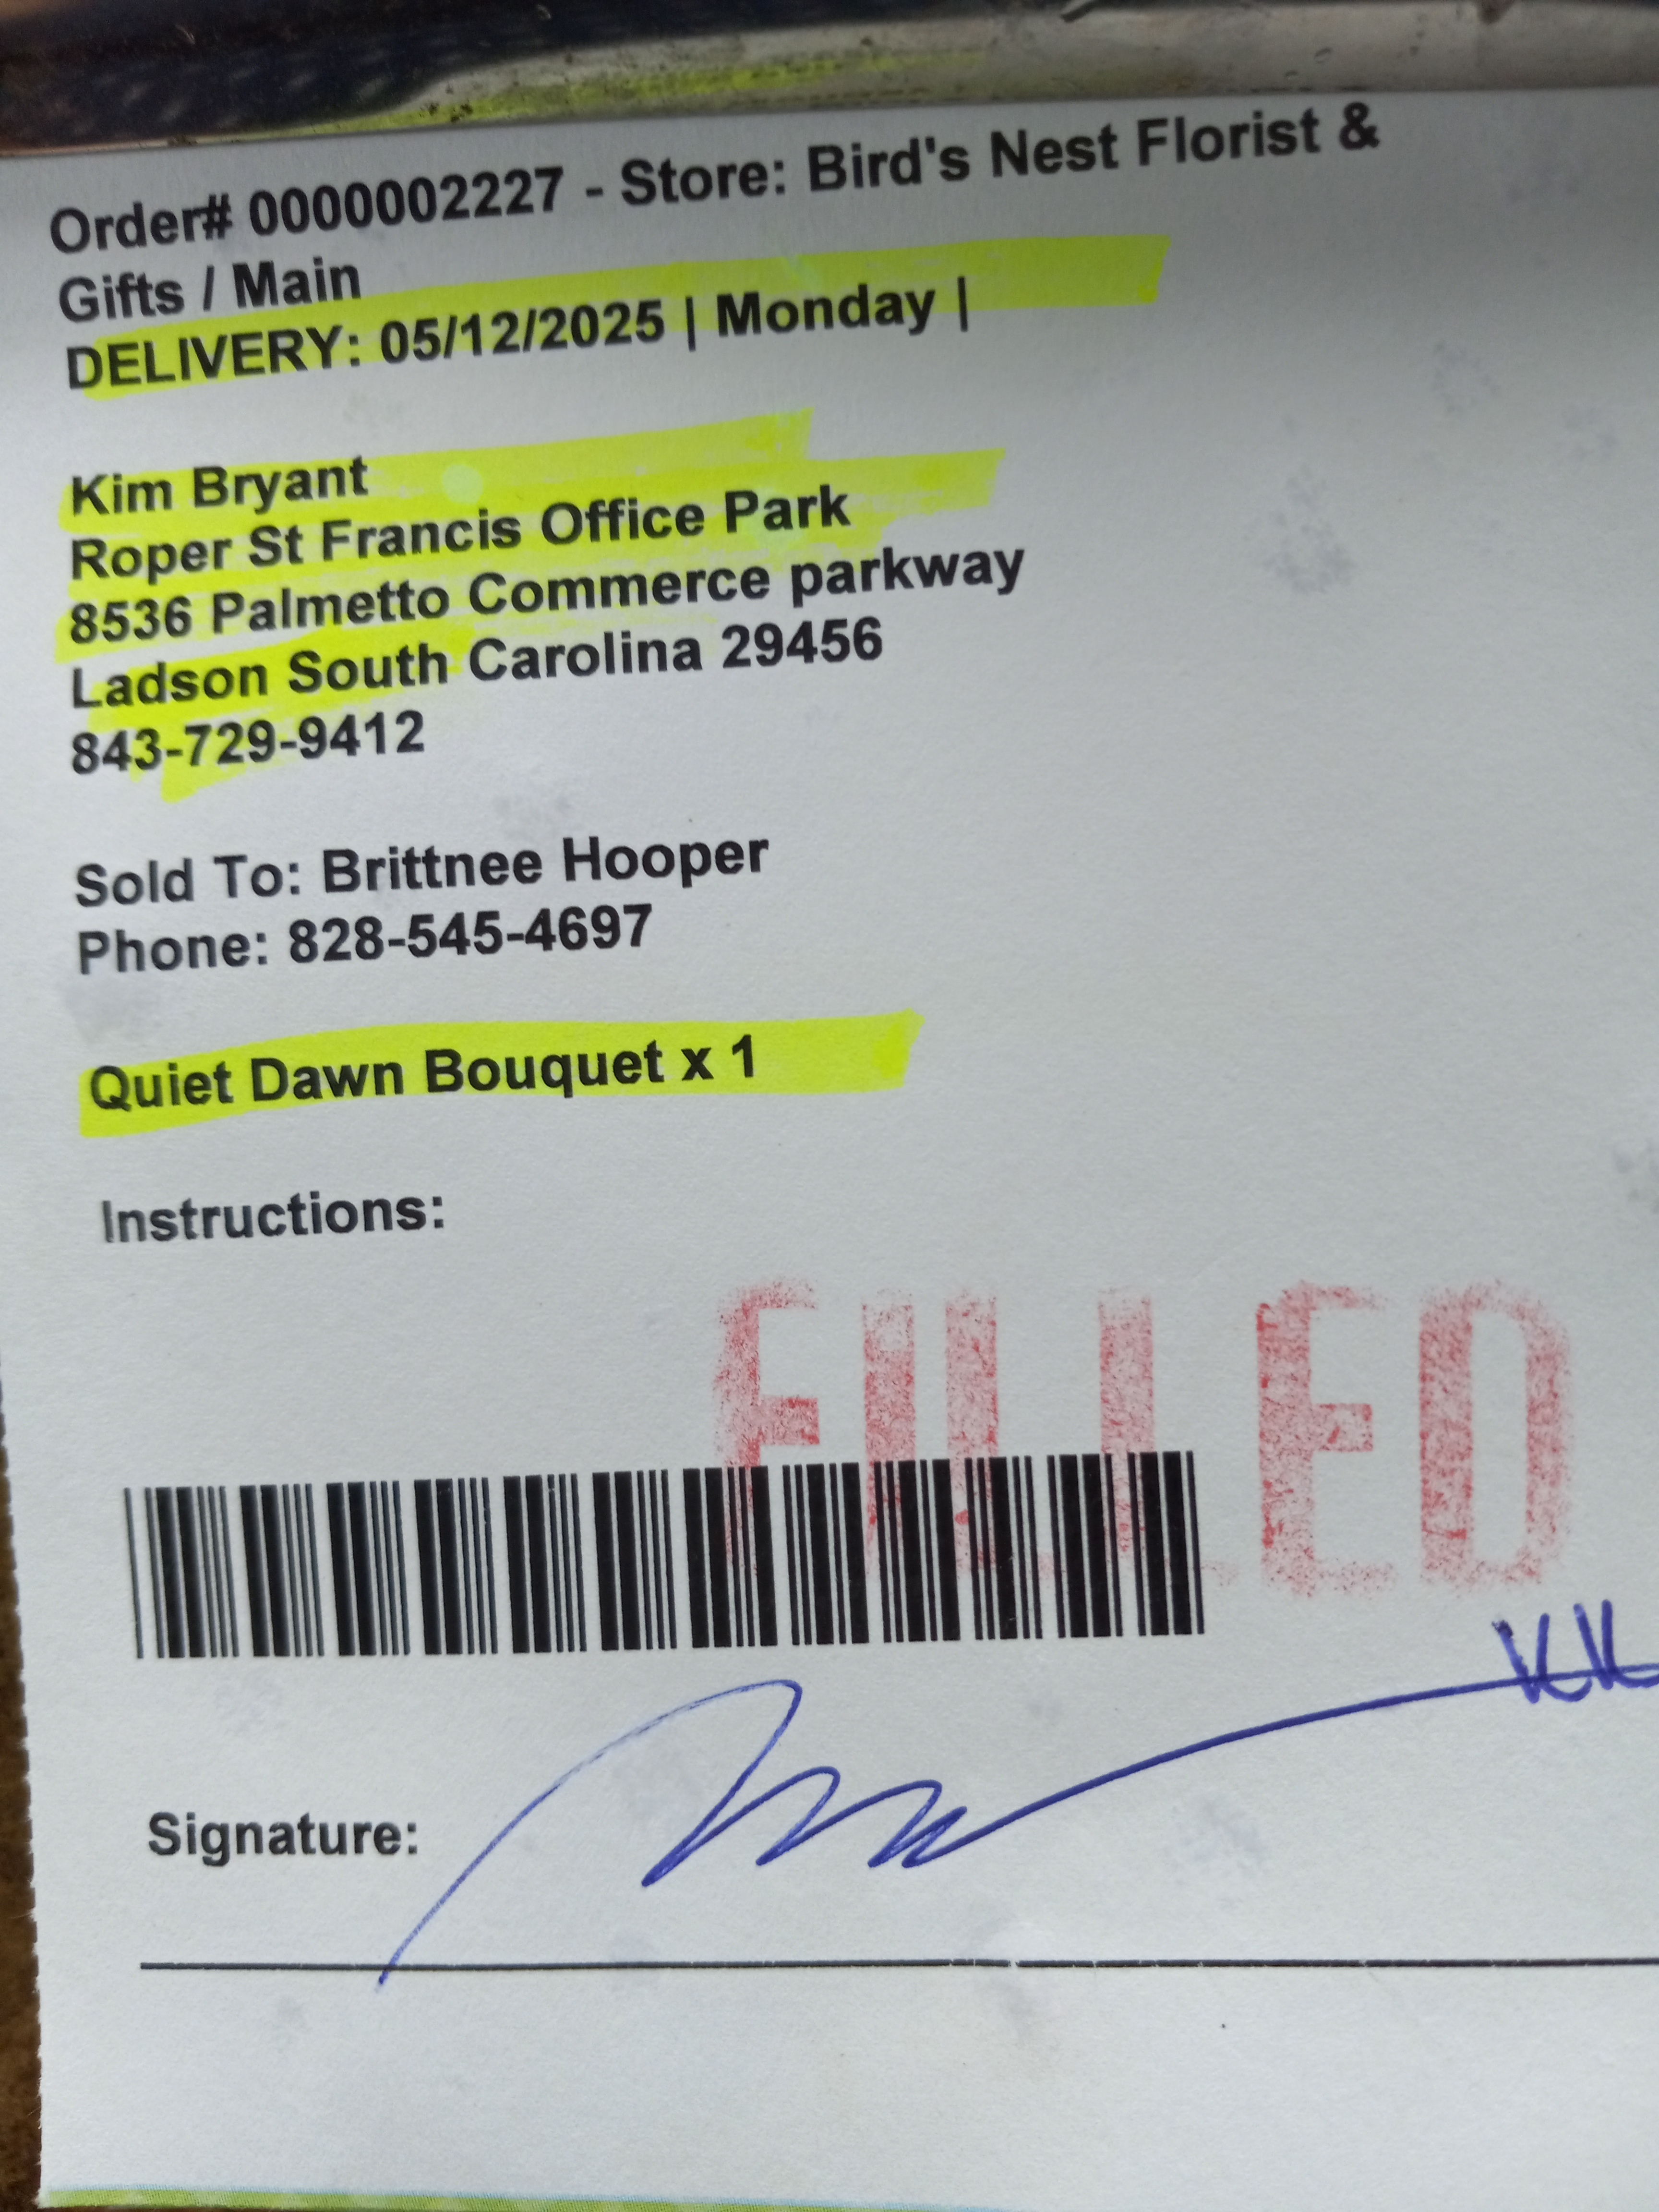 Order# 0000002227 - Store: Bird's Nest Florist &
Gifts / Main
DELIVERY: 05/12/2025 | Monday |
Kim Bryant
Roper St Francis Office Park
8536 Palmetto Commerce parkway
Ladson South Carolina 29456
843-729-9412
Sold To: Brittnee Hooper
Phone: 828-545-4697
Quiet Dawn Bouquet x 1
Instructions:
FILLED
Signature: